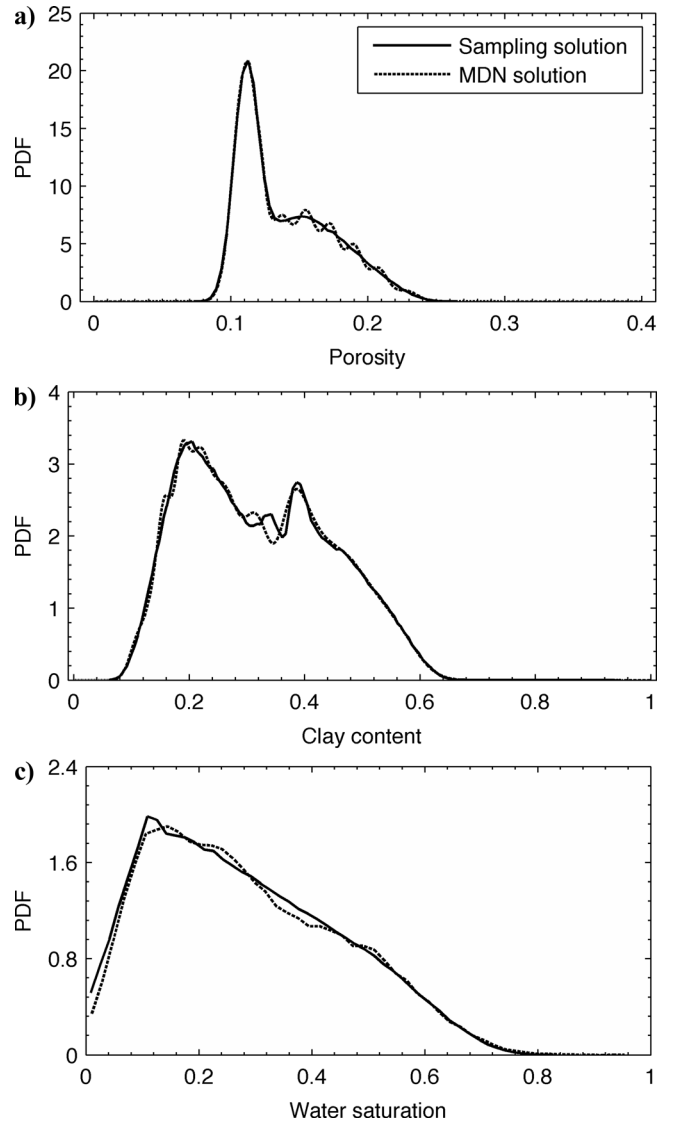 a)
25
20
15
10
5
0
PDF
Sampling solution
MDN solution
0 0.1 0.2 0.3 0.4
Porosity
b)
4
3
2
1
0
PDF
0 0.2 0.4 0.6 0.8 1
Clay content
c)
2.4
1.6
0.8
0
PDF
0 0.2 0.4 0.6 0.8 1
Water saturation